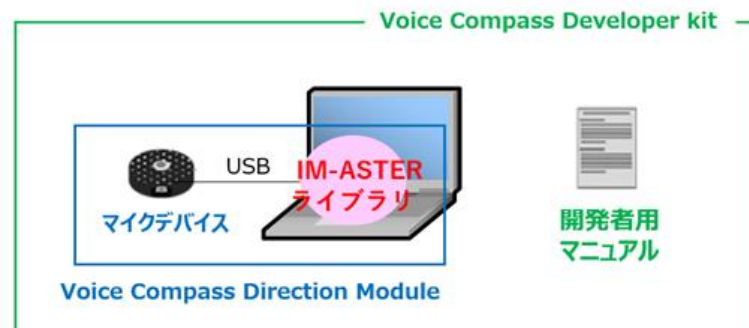 Voice Compass Developer kit
USB
IM-ASTER
ライブラリ
マイクデバイス
開発者用
マニュアル
Voice Compass Direction Module